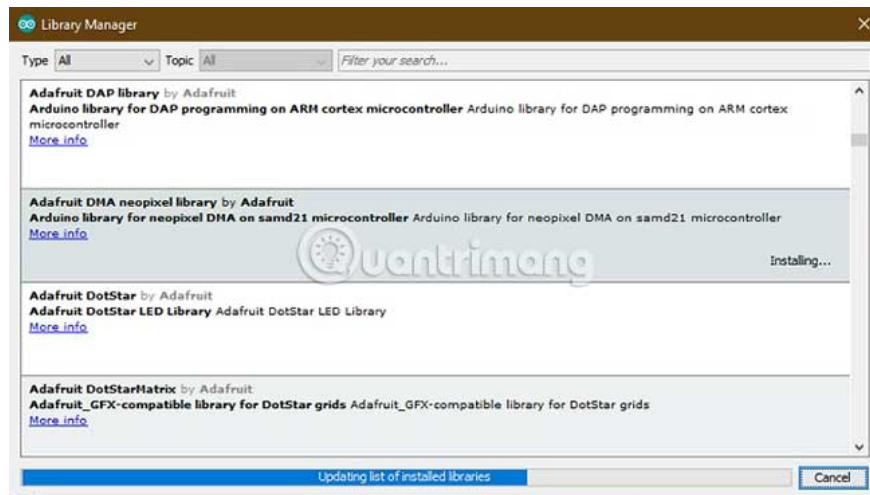 Library Manager
Type All Topic All Filter your search...
Adafruit DAP library by Adafruit
Arduino library for DAP programming on ARM cortex microcontroller Arduino library for DAP programming on ARM cortex
microcontroller
More info
Adafruit DMA neopixel library by Adafruit
Arduino library for neopixel DMA on samd21 microcontroller Arduino library for neopixel DMA on samd21 microcontroller
More info
Quantrimang
Installing...
Adafruit DotStar by Adafruit
Adafruit DotStar LED Library Adafruit DotStar LED Library
More info
Adafruit DotStarMatrix by Adafruit
Adafruit_GFX-compatible library for DotStar grids Adafruit_GFX-compatible library for DotStar grids
More info
Updating list of installed libraries
Cancel